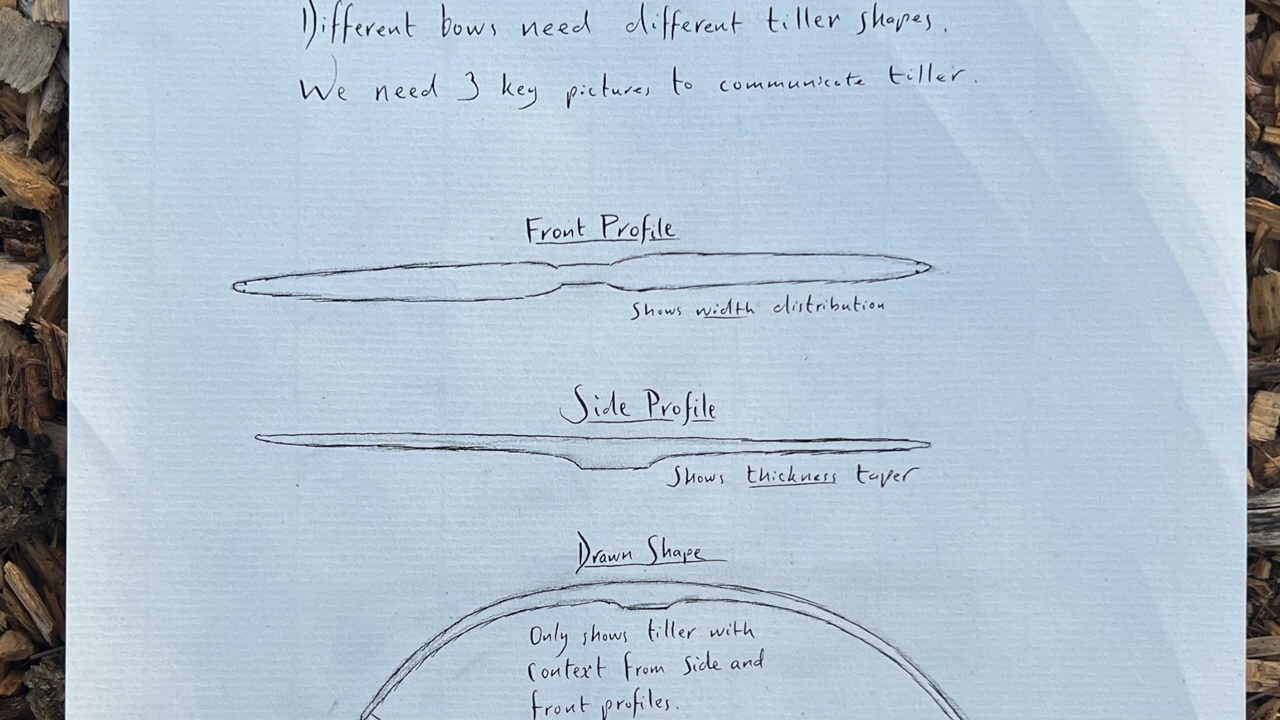 Different bows need different tiller shapes.
We need 3 key pictures to communicate tiller.
Front Profile
Shows width distribution
Side Profile
Shows thickness taper
Drawn Shape
Only shows tiller with
context from side and
front profiles.